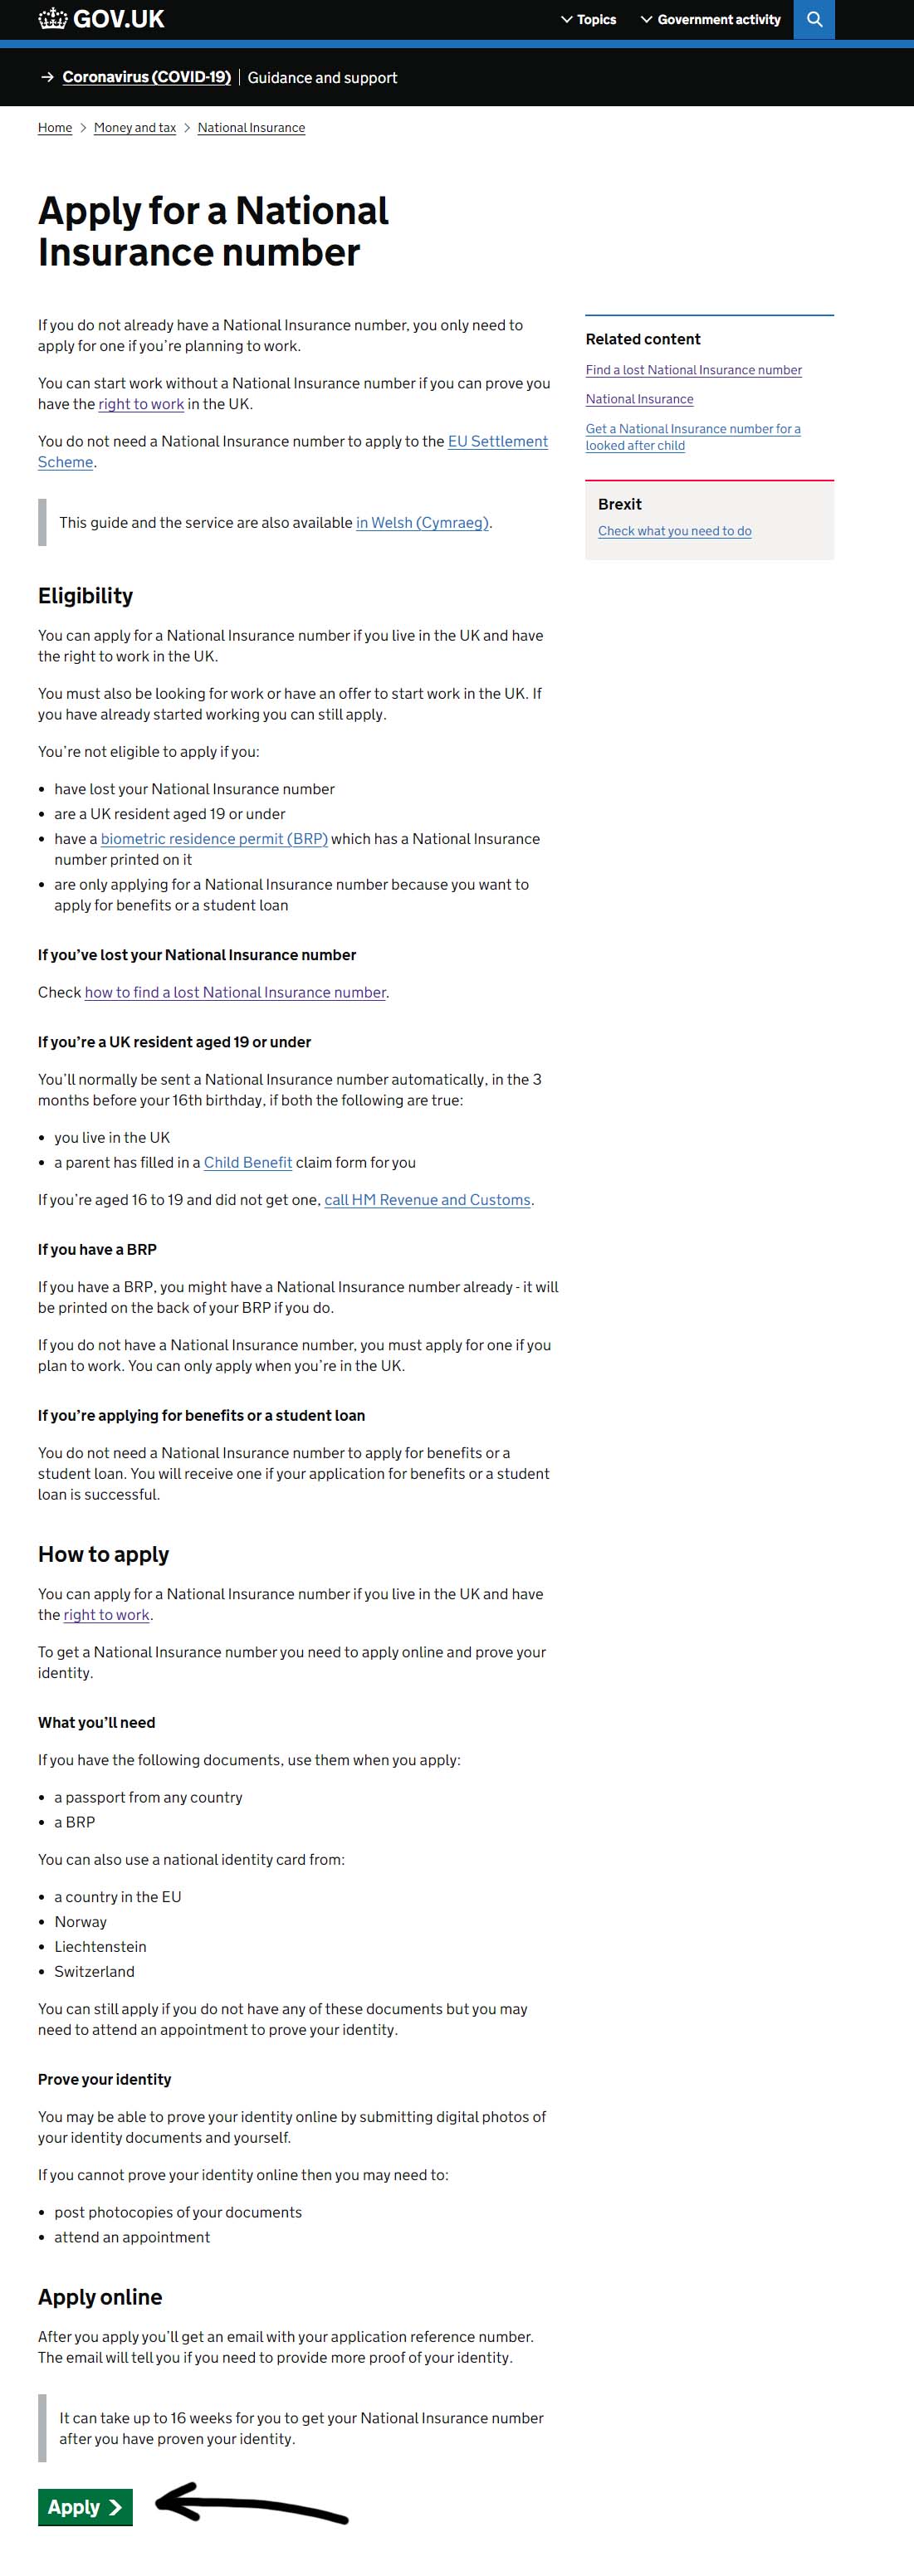 GOV.UK
Topics
Government activity
Coronavirus (COVID-19)
Guidance and support
Home
Money and tax
National Insurance
Apply for a National
Insurance number
If you do not already have a National Insurance number, you only need to
apply for one if you're planning to work.
You can start work without a National Insurance number if you can prove you
have the right to work in the UK.
You do not need a National Insurance number to apply to the EU Settlement
Scheme.
This guide and the service are also available in Welsh (Cymraeg).
Related content
Find a lost National Insurance number
National Insurance
Get a National Insurance number for a
looked after child
Brexit
Check what you need to do
Eligibility
You can apply for a National Insurance number if you live in the UK and have
the right to work in the UK.
You must also be looking for work or have an offer to start work in the UK. If
you have already started working you can still apply.
You're not eligible to apply if you:
• have lost your National Insurance number
• are a UK resident aged 19 or under
• have a biometric residence permit (BRP) which has a National Insurance
number printed on it
• are only applying for a National Insurance number because you want to
apply for benefits or a student loan
If you've lost your National Insurance number
Check how to find a lost National Insurance number.
If you're a UK resident aged 19 or under
You'll normally be sent a National Insurance number automatically, in the 3
months before your 16th birthday, if both the following are true:
• you live in the UK
• a parent has filled in a Child Benefit claim form for you
If you're aged 16 to 19 and did not get one, call HM Revenue and Customs.
If you have a BRP
If you have a BRP, you might have a National Insurance number already - it will
be printed on the back of your BRP if you do.
If you do not have a National Insurance number, you must apply for one if you
plan to work. You can only apply when you're in the UK.
If you're applying for benefits or a student loan
You do not need a National Insurance number to apply for benefits or a
student loan. You will receive one if your application for benefits or a student
loan is successful.
How to apply
You can apply for a National Insurance number if you live in the UK and have
the right to work.
To get a National Insurance number you need to apply online and prove your
identity.
What you'll need
If you have the following documents, use them when you apply:
• a passport from any country
• a BRP
You can also use a national identity card from:
• a country in the EU
• Norway
• Liechtenstein
• Switzerland
You can still apply if you do not have any of these documents but you may
need to attend an appointment to prove your identity.
Prove your identity
You may be able to prove your identity online by submitting digital photos of
your identity documents and yourself.
If you cannot prove your identity online then you may need to:
• post photocopies of your documents
• attend an appointment
Apply online
After you apply you'll get an email with your application reference number.
The email will tell you if you need to provide more proof of your identity.
It can take up to 16 weeks for you to get your National Insurance number
after you have proven your identity.
Apply